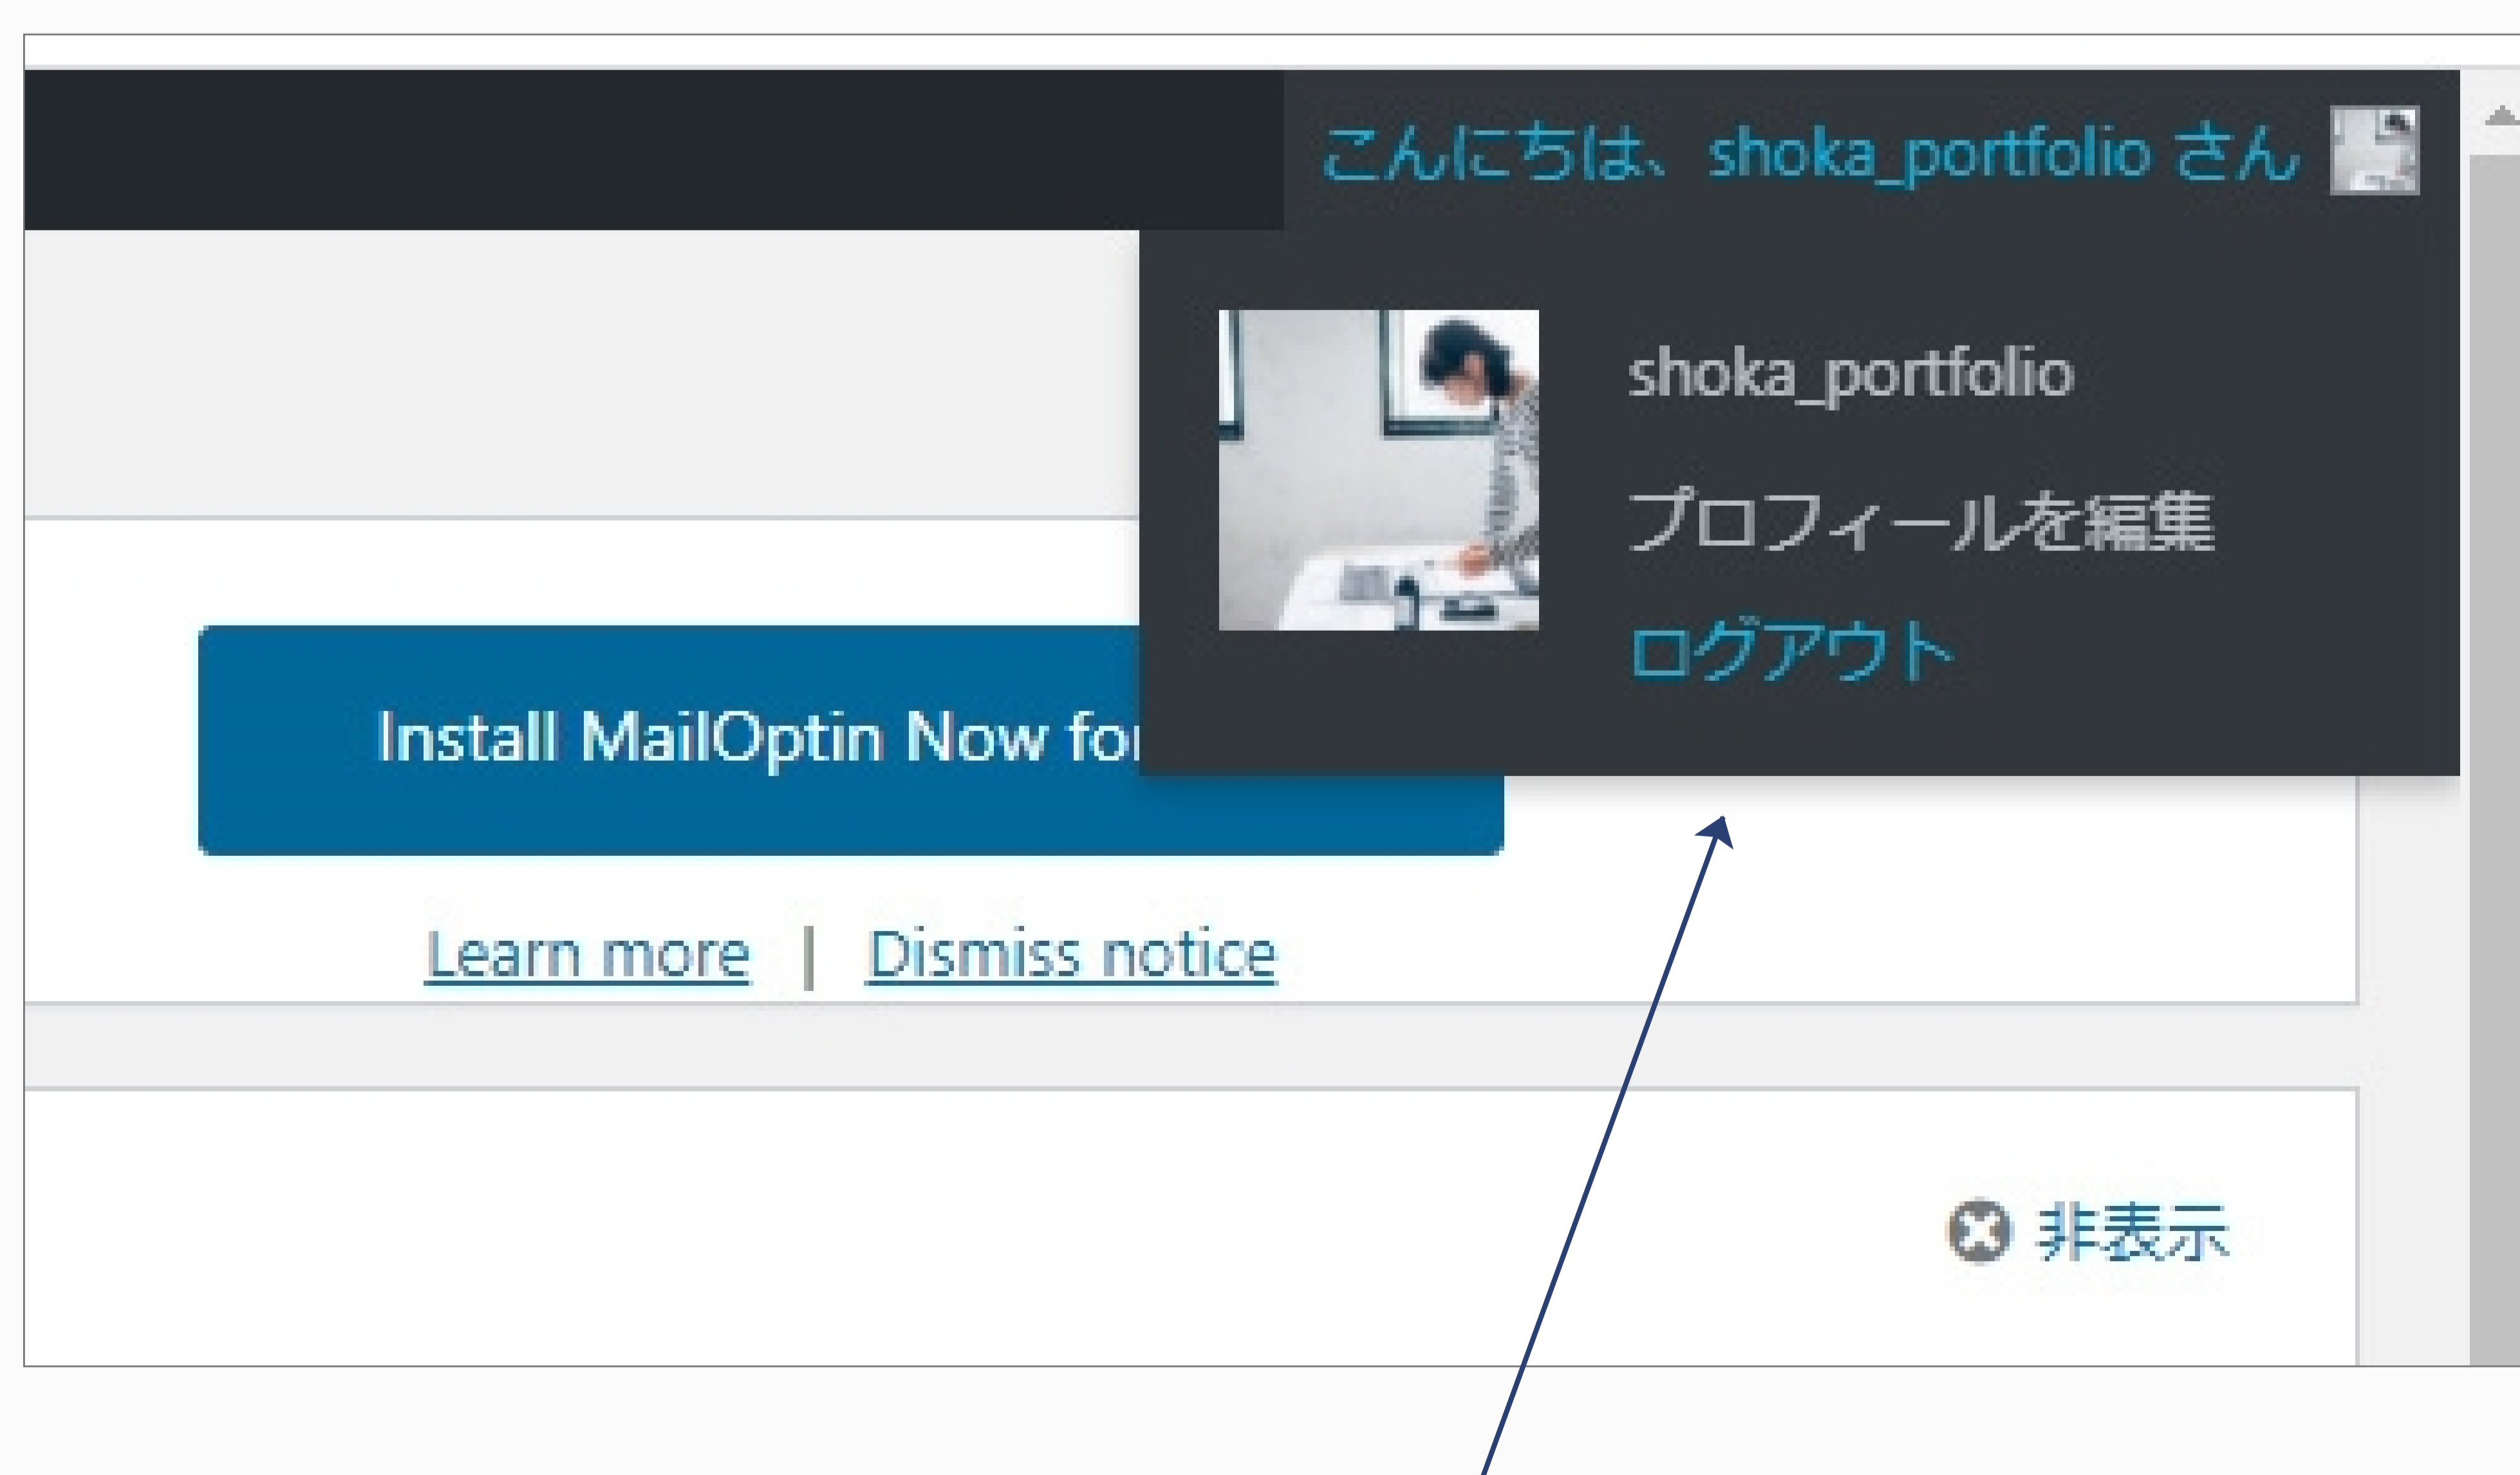 こんにちは、shoka_portfolio さん
shoka_portfolio
プロフィールを編集
ログアウト
Install MailOptin Now for
Learn more | Dismiss notice
非表示